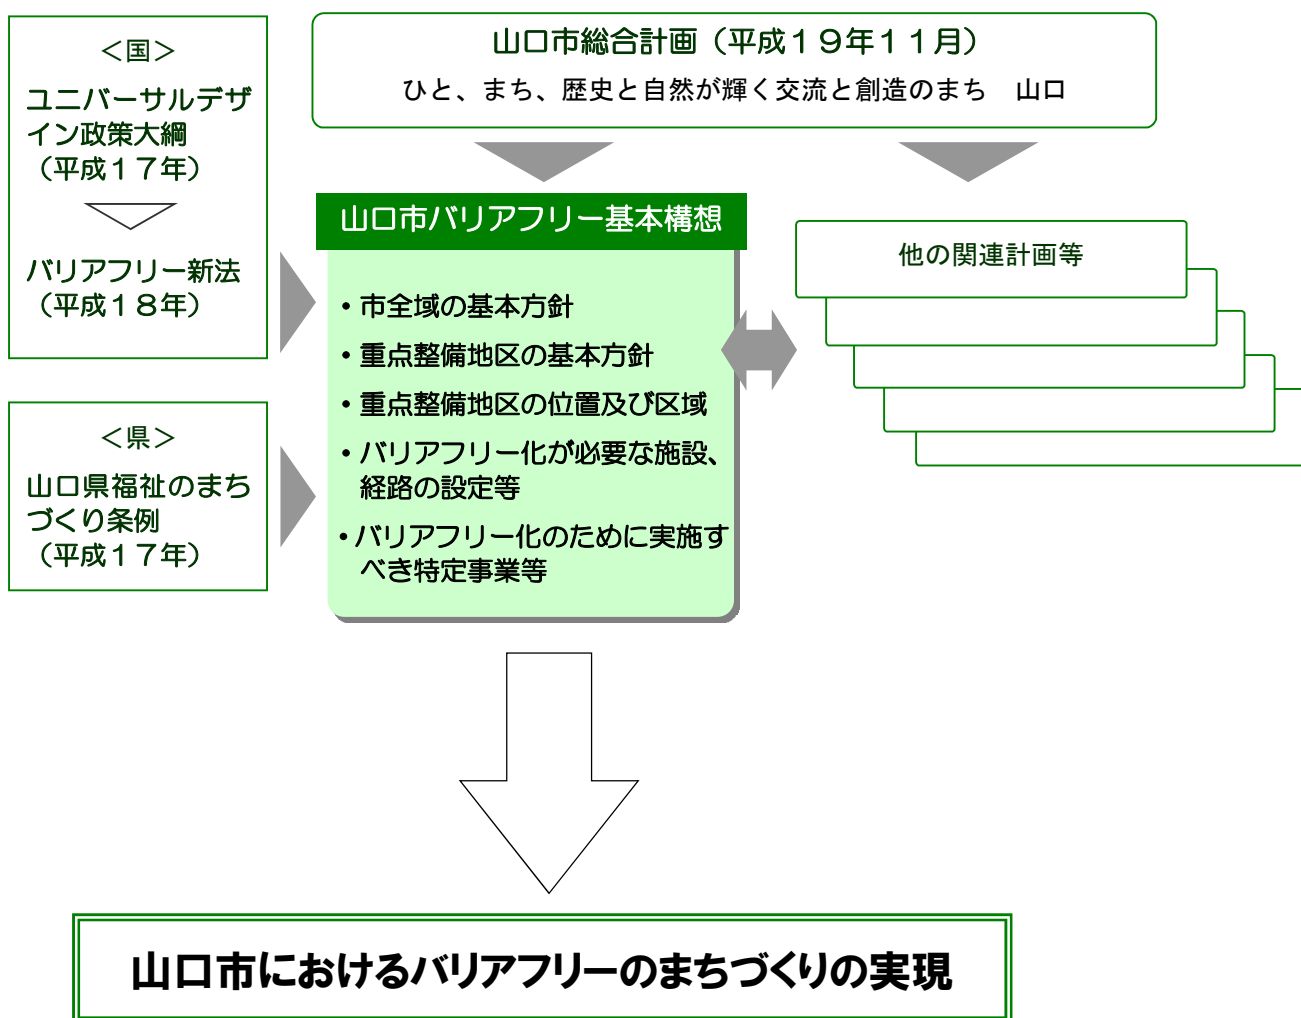 ＜国＞
ユニバーサルデザ
イン政策大綱
（平成１７年）
バリアフリー新法
（平成１８年）
＜県＞
山口県福祉のまち
づくり条例
（平成１７年）
山口市総合計画（平成１９年１１月）
ひと、まち、歴史と自然が輝く交流と創造のまち　山口
山口市バリアフリー基本構想
・市全域の基本方針
・重点整備地区の基本方針
・重点整備地区の位置及び区域
・バリアフリー化が必要な施設、
経路の設定等
・バリアフリー化のために実施す
べき特定事業等
他の関連計画等
山口市におけるバリアフリーのまちづくりの実現